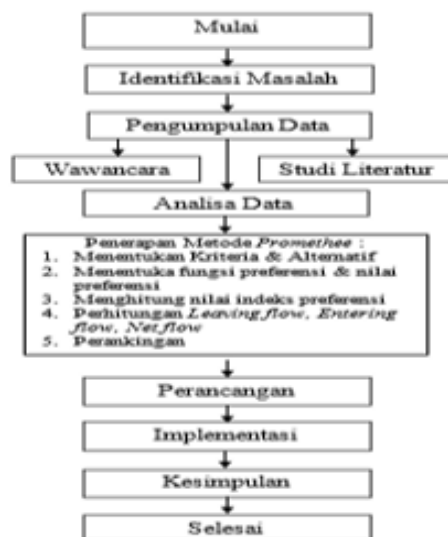 Mulai
Identifikasi Masalah
Pengumpulan Data
Wawancara
Studi Literatur
Analisa Data
Penerapan Metode Promethee :
1. Menentukan Kriteria & Alternatif
2. Menentuka fungsi preferensi & nilai
preferensi
3. Menghitung nilai indeks preferensi
4. Perhitungan Leaving flow, Entering
flow, Net flow
5. Perankingan
Perancangan
Implementasi
Kesimpulan
Selesai